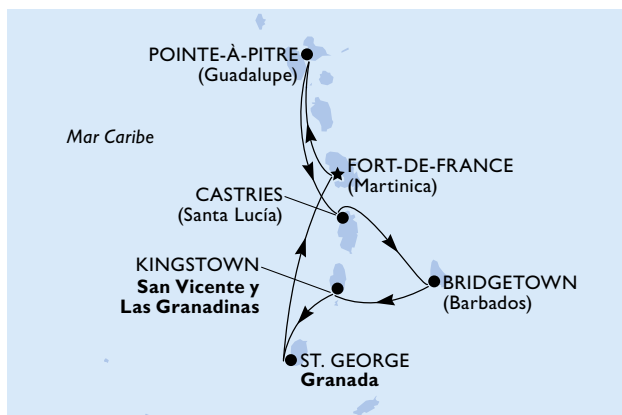 POINTE-À-PITRE
(Guadalupe)
Mar Caribe
FORT-DE-FRANCE
(Martinica)
CASTRIES
(Santa Lucía)
KINGSTOWN
San Vicente y
Las Granadinas
BRIDGETOWN
(Barbados)
ST. GEORGE
Granada